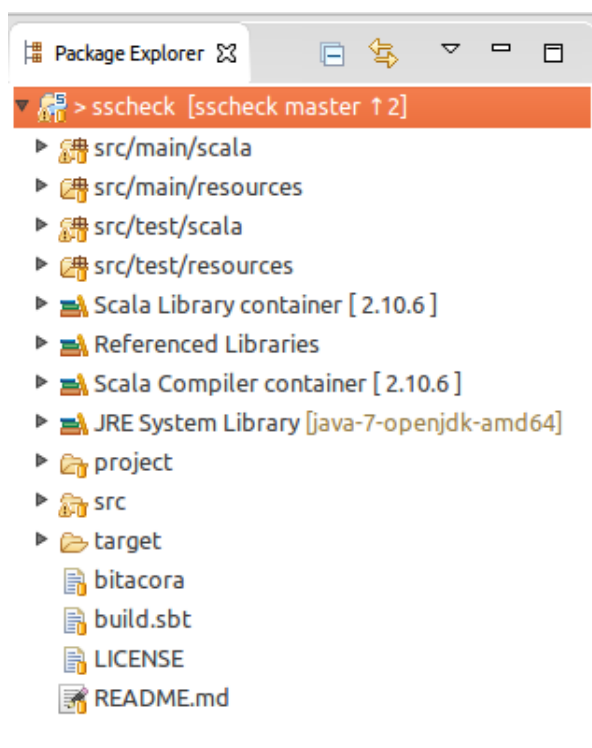 Package Explorer
> sscheck [sscheck master ↑2]
src/main/scala
src/main/resources
src/test/scala
src/test/resources
Scala Library container [ 2.10.6 ]
Referenced Libraries
Scala Compiler container [ 2.10.6 ]
JRE System Library [java-7-openjdk-amd64]
project
src
target
bitacora
build.sbt
LICENSE
README.md